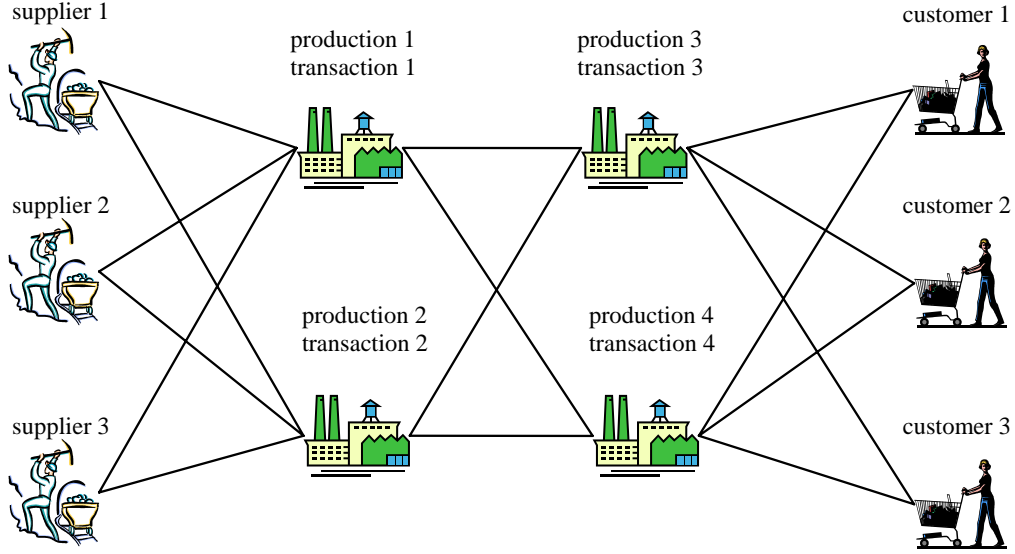 supplier 1
production 1
transaction 1
production 3
transaction 3
customer 1
supplier 2
customer 2
production 2
transaction 2
production 4
transaction 4
supplier 3
customer 3